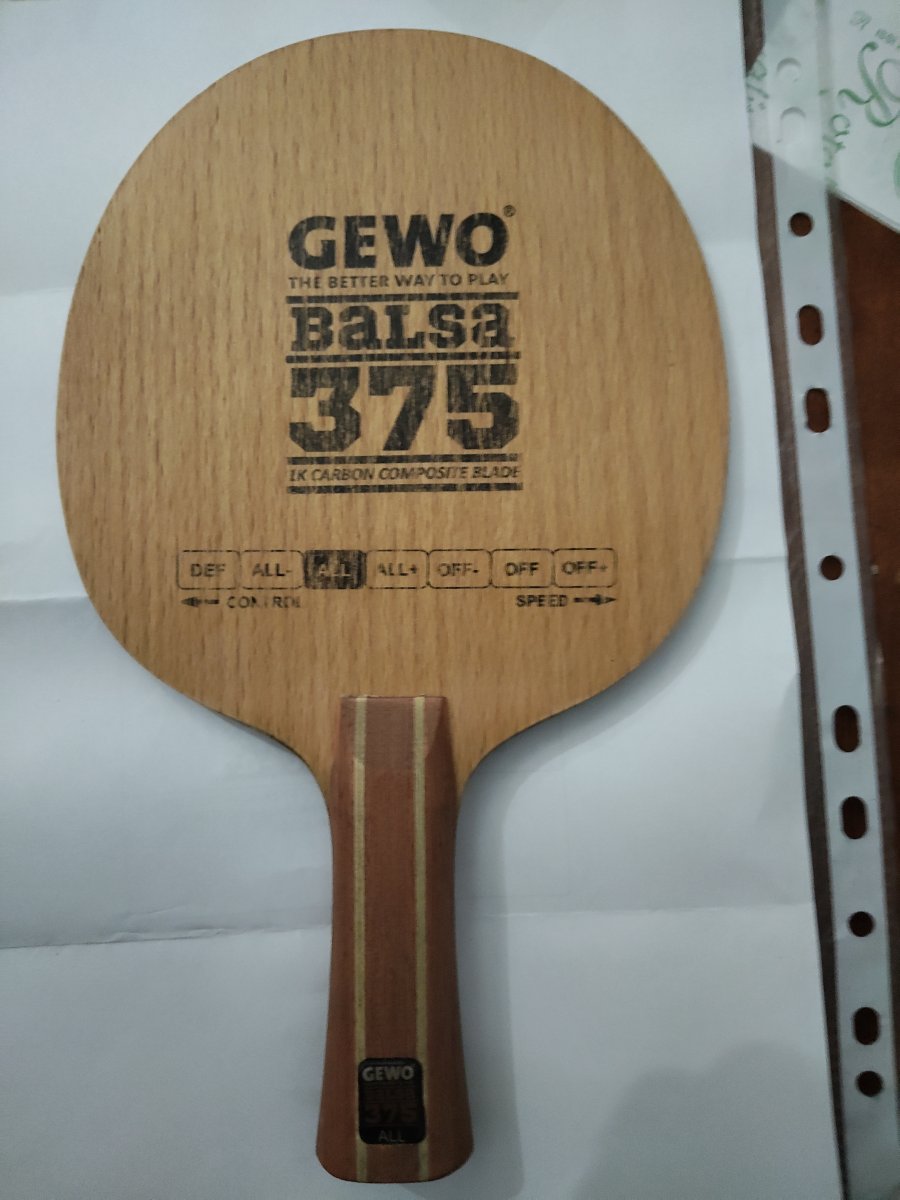 GEWO®
THE BETTER WAY TO PLAY
BaLSa
375
1K CARBON COMPOSITE BLADE
DEF ALL- ALL ALL+ OFF- OFF OFF+
CONTROL SPEED
GEWO
BaLSa
375
ALL